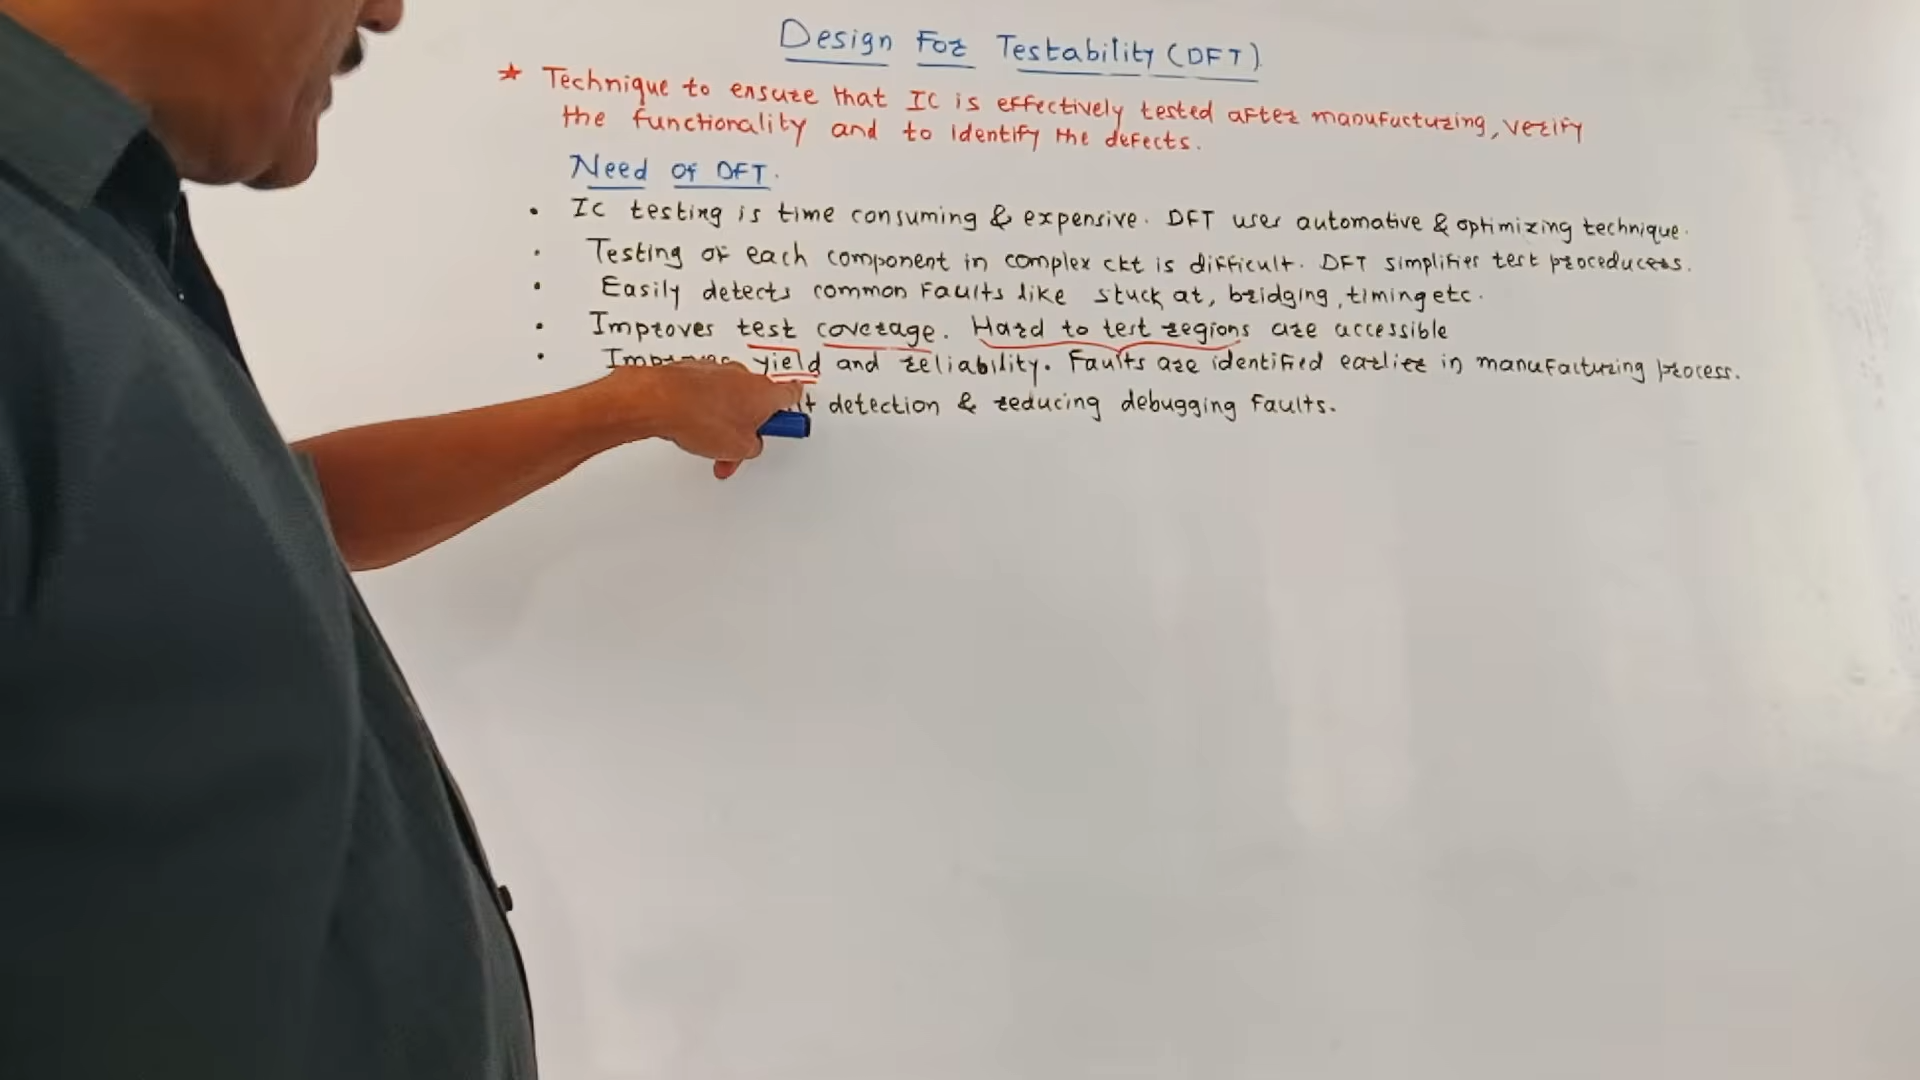 Design For Testability (DFT)
* Technique to ensure that IC is effectively tested after manufucturing, verify
the functionality and to identify the defects.
Need of DFT.
• IC testing is time consuming & expensive. DFT uses automative & optimizing technique.
• Testing of each component in complex ckt is difficult. DFT simplifies test proceducers.
• Easily detects common faults like stuck at, bridging, timing etc.
• Improves test coverage. Hard to test regions are accessible
• yield and reliability. Faults are identified earlier in manufacturing process.
detection & reducing debugging faults.